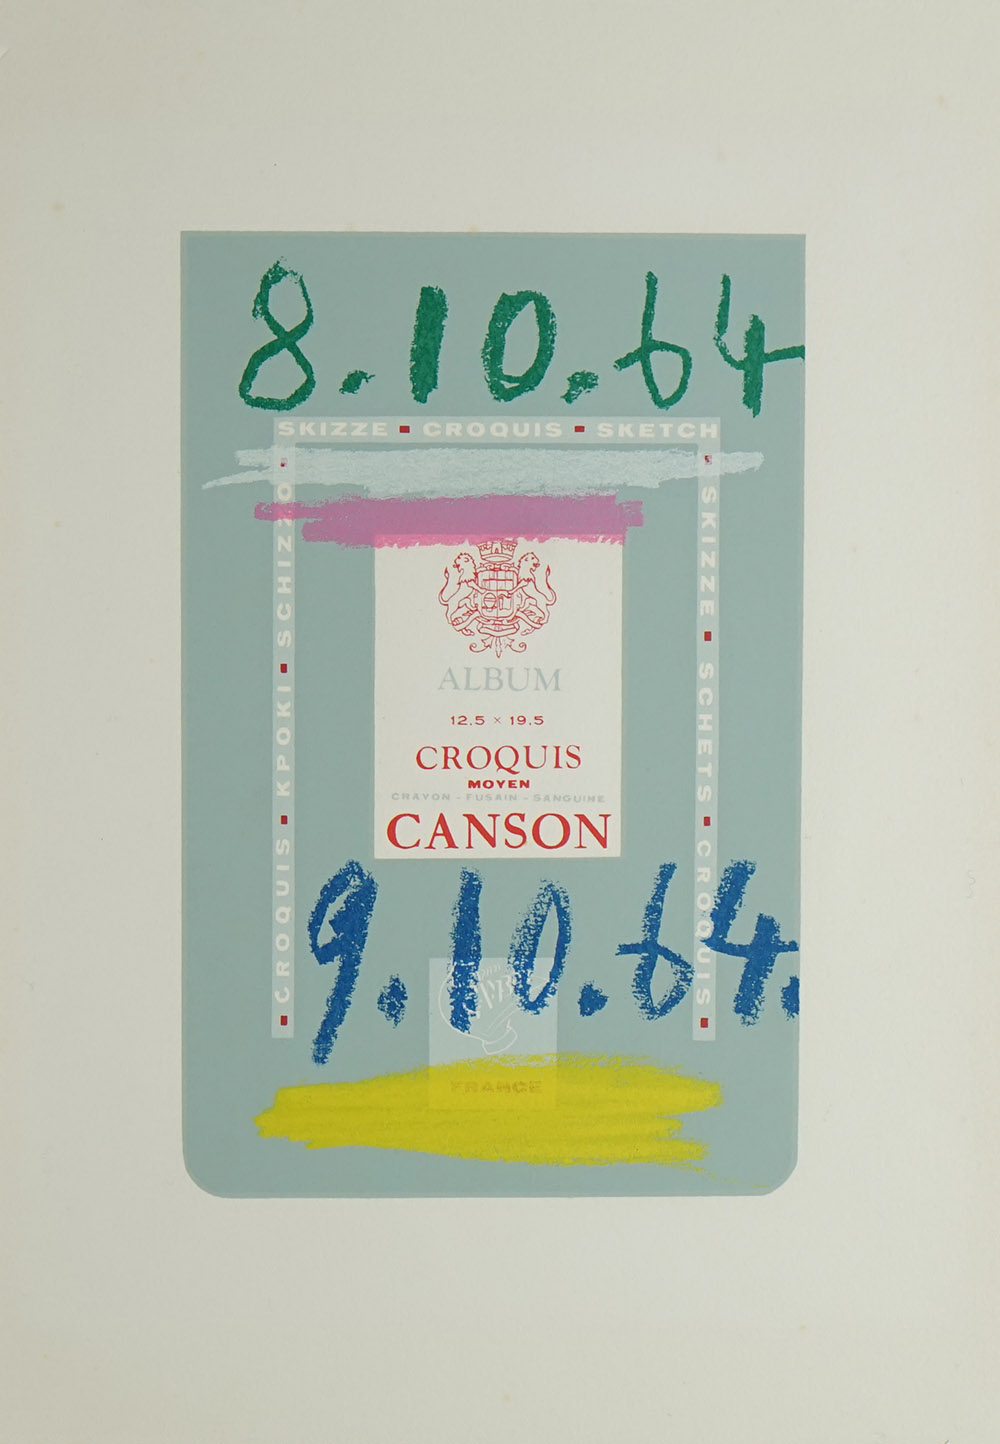 8.10.64
SKIZZE ▪ CROQUIS ▪ SKETCH
▪ CROQUIS ▪ КРОКІ ▪ SCHIZZO ▪
▪ SKIZZE ▪ SCHETS ▪ CROQUIS ▪
ALBUM
12.5 × 19.5
CROQUIS
MOYEN
CRAYON - FUSAIN - SANGUINE
CANSON
9.10.64.
FRANCE